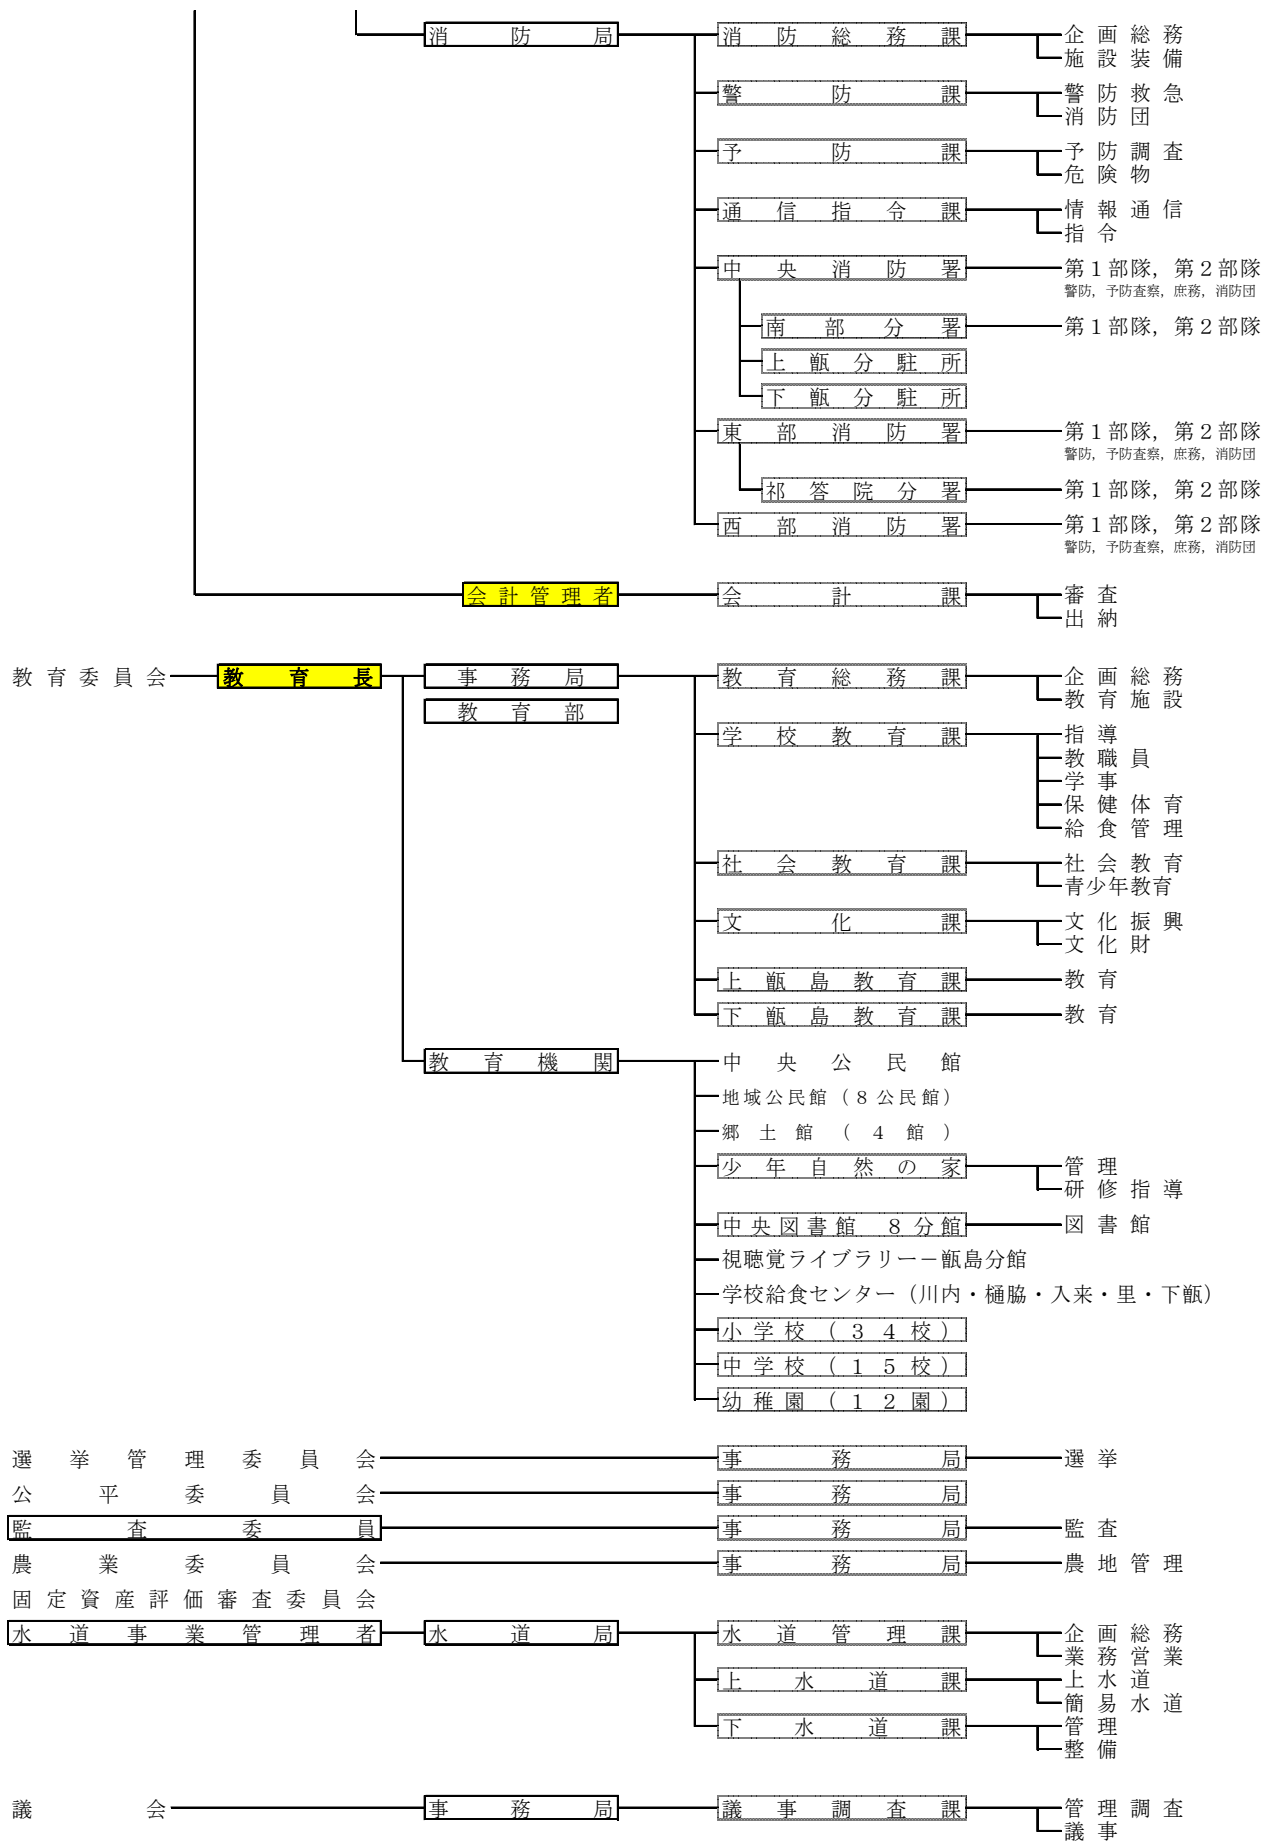 消防局 消防総務課 企画総務
施設装備
警防課 警防救急
消防団
予防課 予防調査
危険物
通信指令課 情報通信
指令
中央消防署 第１部隊，第２部隊
警防，予防査察，庶務，消防団
南部分署 第１部隊，第２部隊
上甑分駐所
下甑分駐所
東部消防署 第１部隊，第２部隊
警防，予防査察，庶務，消防団
祁答院分署 第１部隊，第２部隊
西部消防署 第１部隊，第２部隊
警防，予防査察，庶務，消防団
会計管理者 会計課 審査
出納
教育委員会 教育長 事務局 教育総務課 企画総務
教育施設
教育部
学校教育課 指導
教職員
学事
保健体育
給食管理
社会教育課 社会教育
青少年教育
文化課 文化振興
文化財
上甑島教育課 教育
下甑島教育課 教育
教育機関 中央公民館
地域公民館（８公民館）
郷土館（４館）
少年自然の家 管理
研修指導
中央図書館 ８分館 図書館
視聴覚ライブラリー－甑島分館
学校給食センター（川内・樋脇・入来・里・下甑）
小学校（３４校）
中学校（１５校）
幼稚園（１２園）
選挙管理委員会 事務局 選挙
公平委員会 事務局
監査委員 事務局 監査
農業委員会 事務局 農地管理
固定資産評価審査委員会
水道事業管理者 水道局 水道管理課 企画総務
業務営業
上水道課 上水道
簡易水道
下水道課 管理
整備
議会 事務局 議事調査課 管理調査
議事